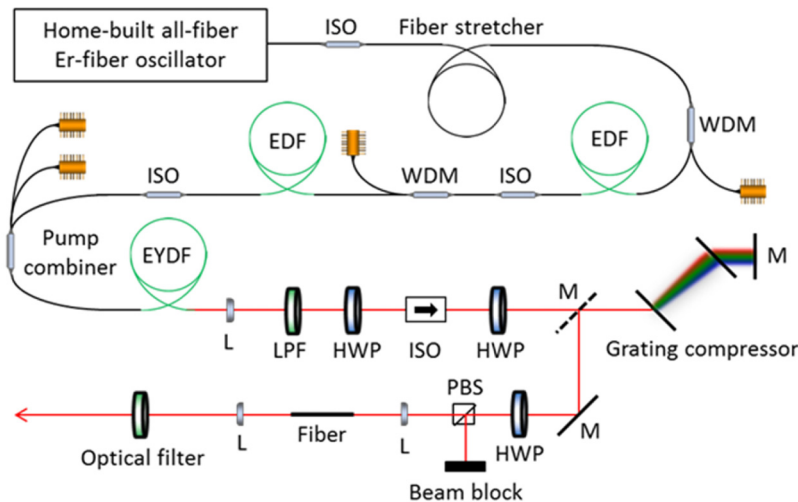 Home-built all-fiber
Er-fiber oscillator
ISO
Fiber stretcher
WDM
EDF
ISO
WDM
EDF
ISO
Pump
combiner
EYDF
L
LPF
HWP
ISO
HWP
M
M
Grating compressor
M
HWP
PBS
Beam block
L
Fiber
L
Optical filter